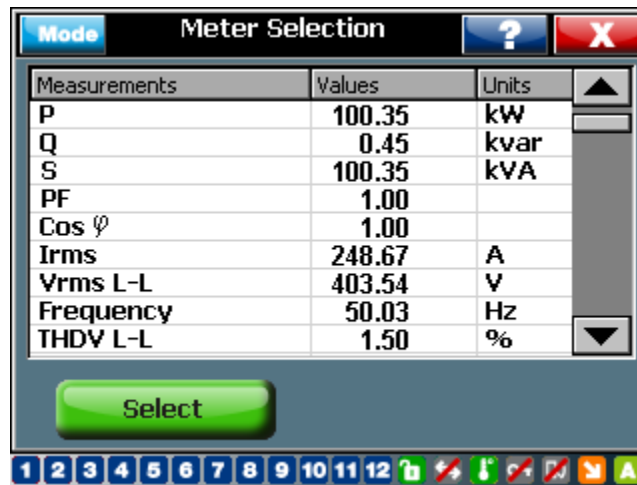 Mode Meter Selection ? X
Measurements Values Units
P 100.35 kW
Q 0.45 kvar
S 100.35 kVA
PF 1.00
Cos φ 1.00
Irms 248.67 A
Vrms L-L 403.54 V
Frequency 50.03 Hz
THDV L-L 1.50 %
Select
1 2 3 4 5 6 7 8 9 10 11 12 A